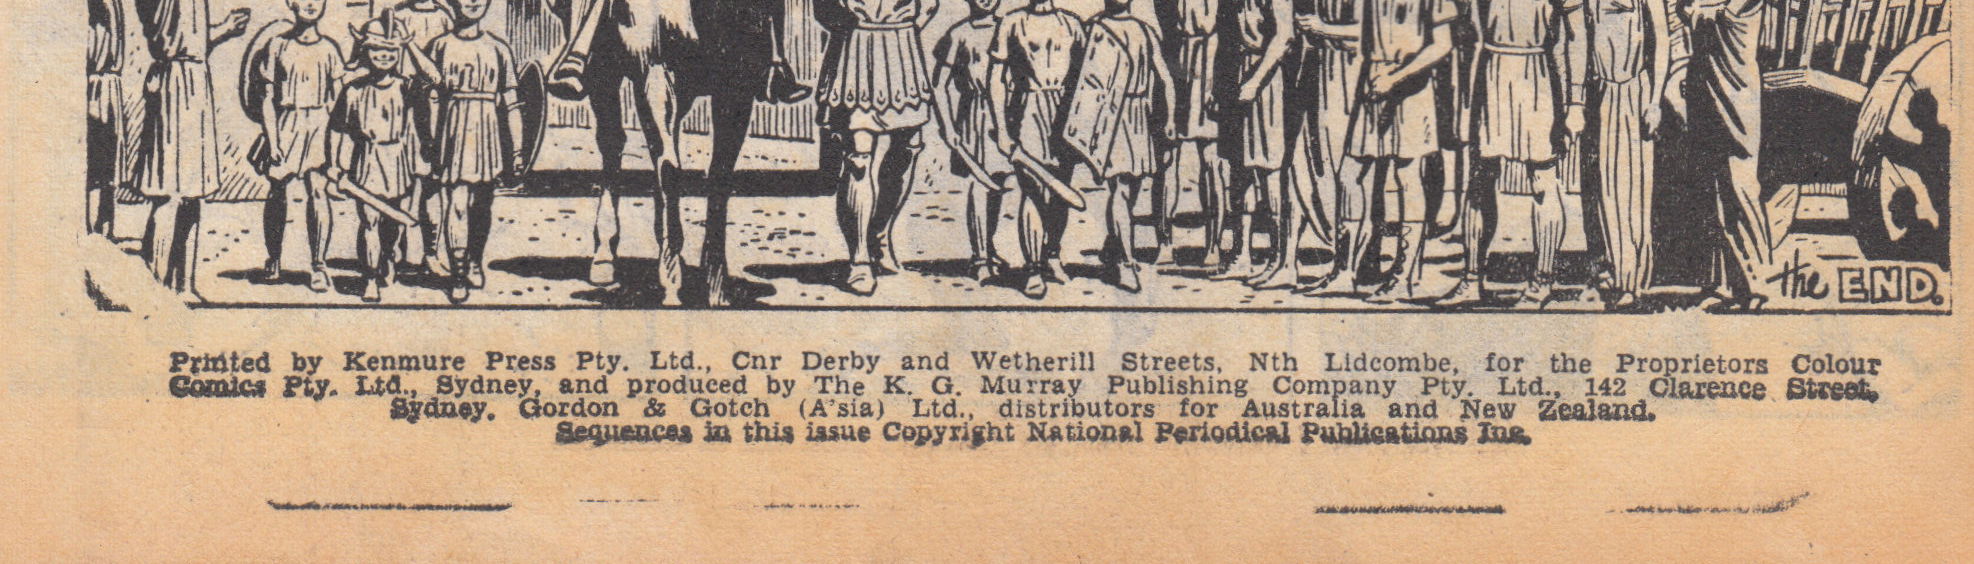 the END.
Printed by Kenmure Press Pty. Ltd., Cnr Derby and Wetherill Streets, Nth Lidcombe, for the Proprietors Colour
Comics Pty. Ltd., Sydney, and produced by The K. G. Murray Publishing Company Pty. Ltd., 142 Clarence Street,
Sydney. Gordon & Gotch (A'sia) Ltd., distributors for Australia and New Zealand.
Sequences in this issue Copyright National Periodical Publications Inc.